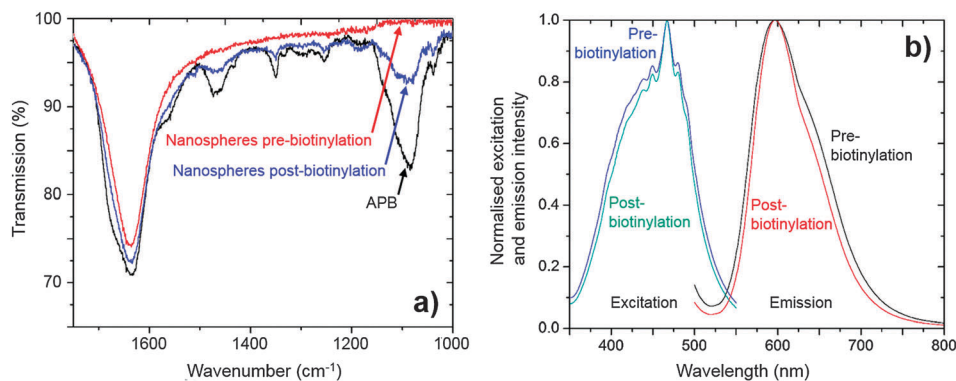 100
95
90
85
80
75
70
Transmission (%)
Nanospheres pre-biotinylation
Nanospheres post-biotinylation
APB
a)
1600
1400
1200
1000
Wavenumber (cm⁻¹)
1.0
0.8
0.6
0.4
0.2
0.0
Normalised excitation
and emission intensity
Pre-
biotinylation
b)
Pre-
biotinylation
Post-
biotinylation
Post-
biotinylation
Excitation
Emission
400
500
600
700
800
Wavelength (nm)